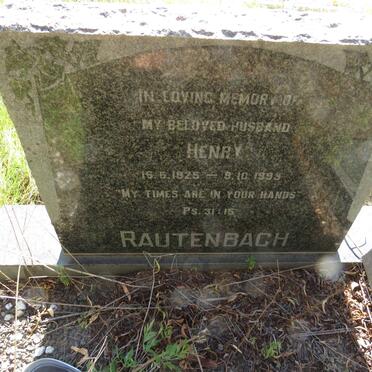 IN LOVING MEMORY OF
MY BELOVED HUSBAND
HENRY
15.6.1925 — 9.10.1993
"MY TIMES ARE IN YOUR HANDS"
PS. 31:15
RAUTENBACH